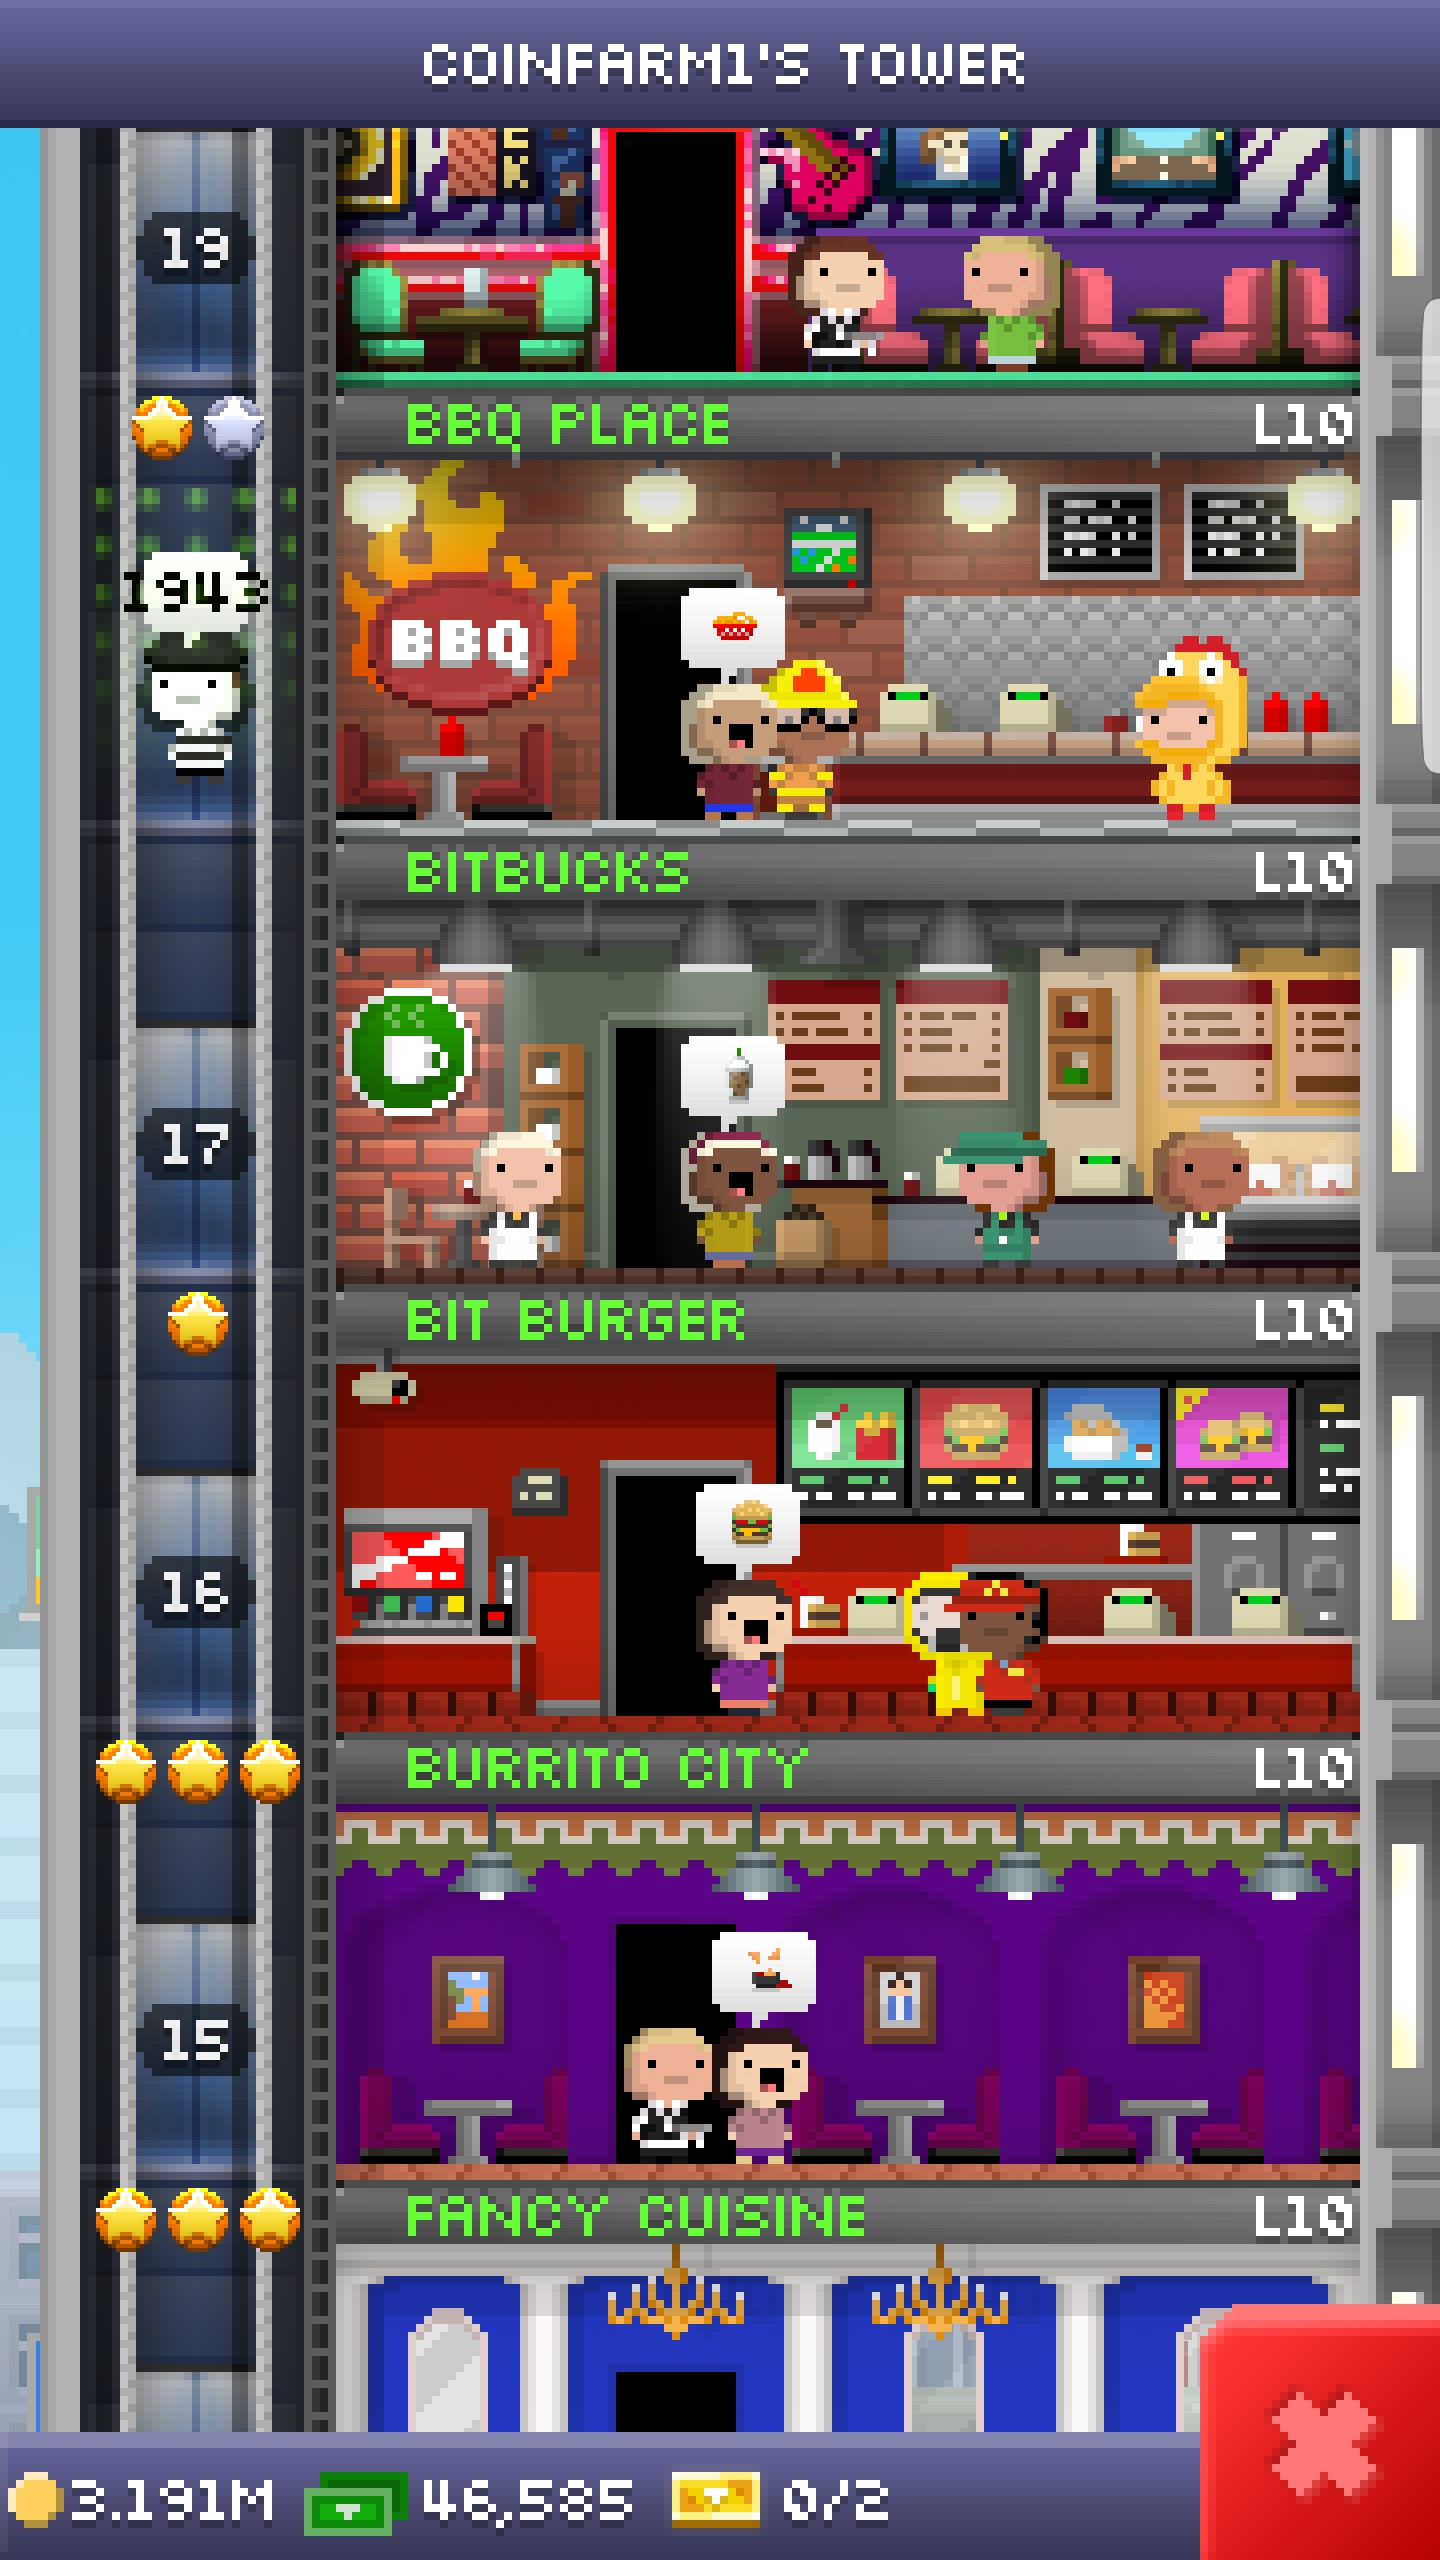 COINFARM1'S TOWER
19
BBQ PLACE L10
1943
BBQ
BITBUCKS L10
17
BIT BURGER L10
16
BURRITO CITY L10
15
FANCY CUISINE L10
3.191M 46,585 0/2